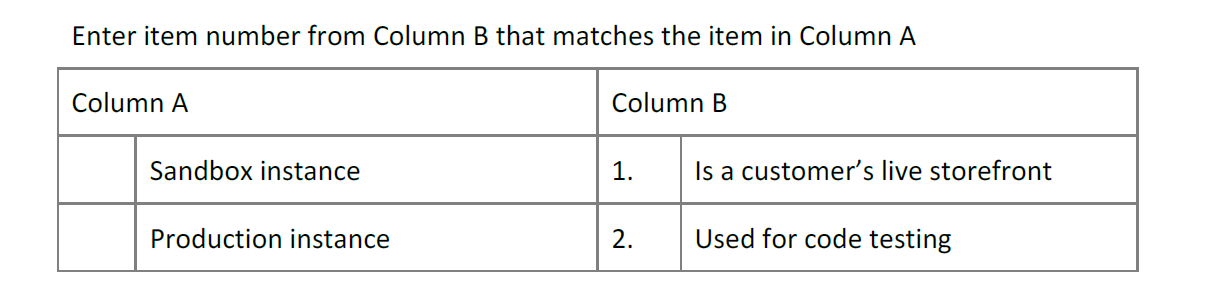 Enter item number from Column B that matches the item in Column A
Column A Column B
Sandbox instance 1. Is a customer’s live storefront
Production instance 2. Used for code testing